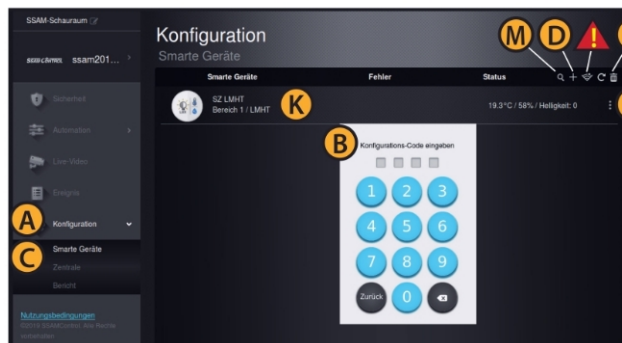 SSAM-Schauraum
Konfiguration
Smarte Geräte
ssam201...
M
D
Smarte Geräte
Fehler
Status
Sicherheit
SZ LMHT
Bereich 1 / LMHT
K
19.3°C / 58% / Helligkeit: 0
Automation
B
Konfigurations-Code eingeben
Live-Video
1
2
3
Ereignis
4
5
6
A
Konfiguration
7
8
9
C
Smarte Geräte
Zentrale
Bericht
Zurück
0
Nutzungsbedingungen
©2014 SSAMControl. Alle Rechte
vorbehalten